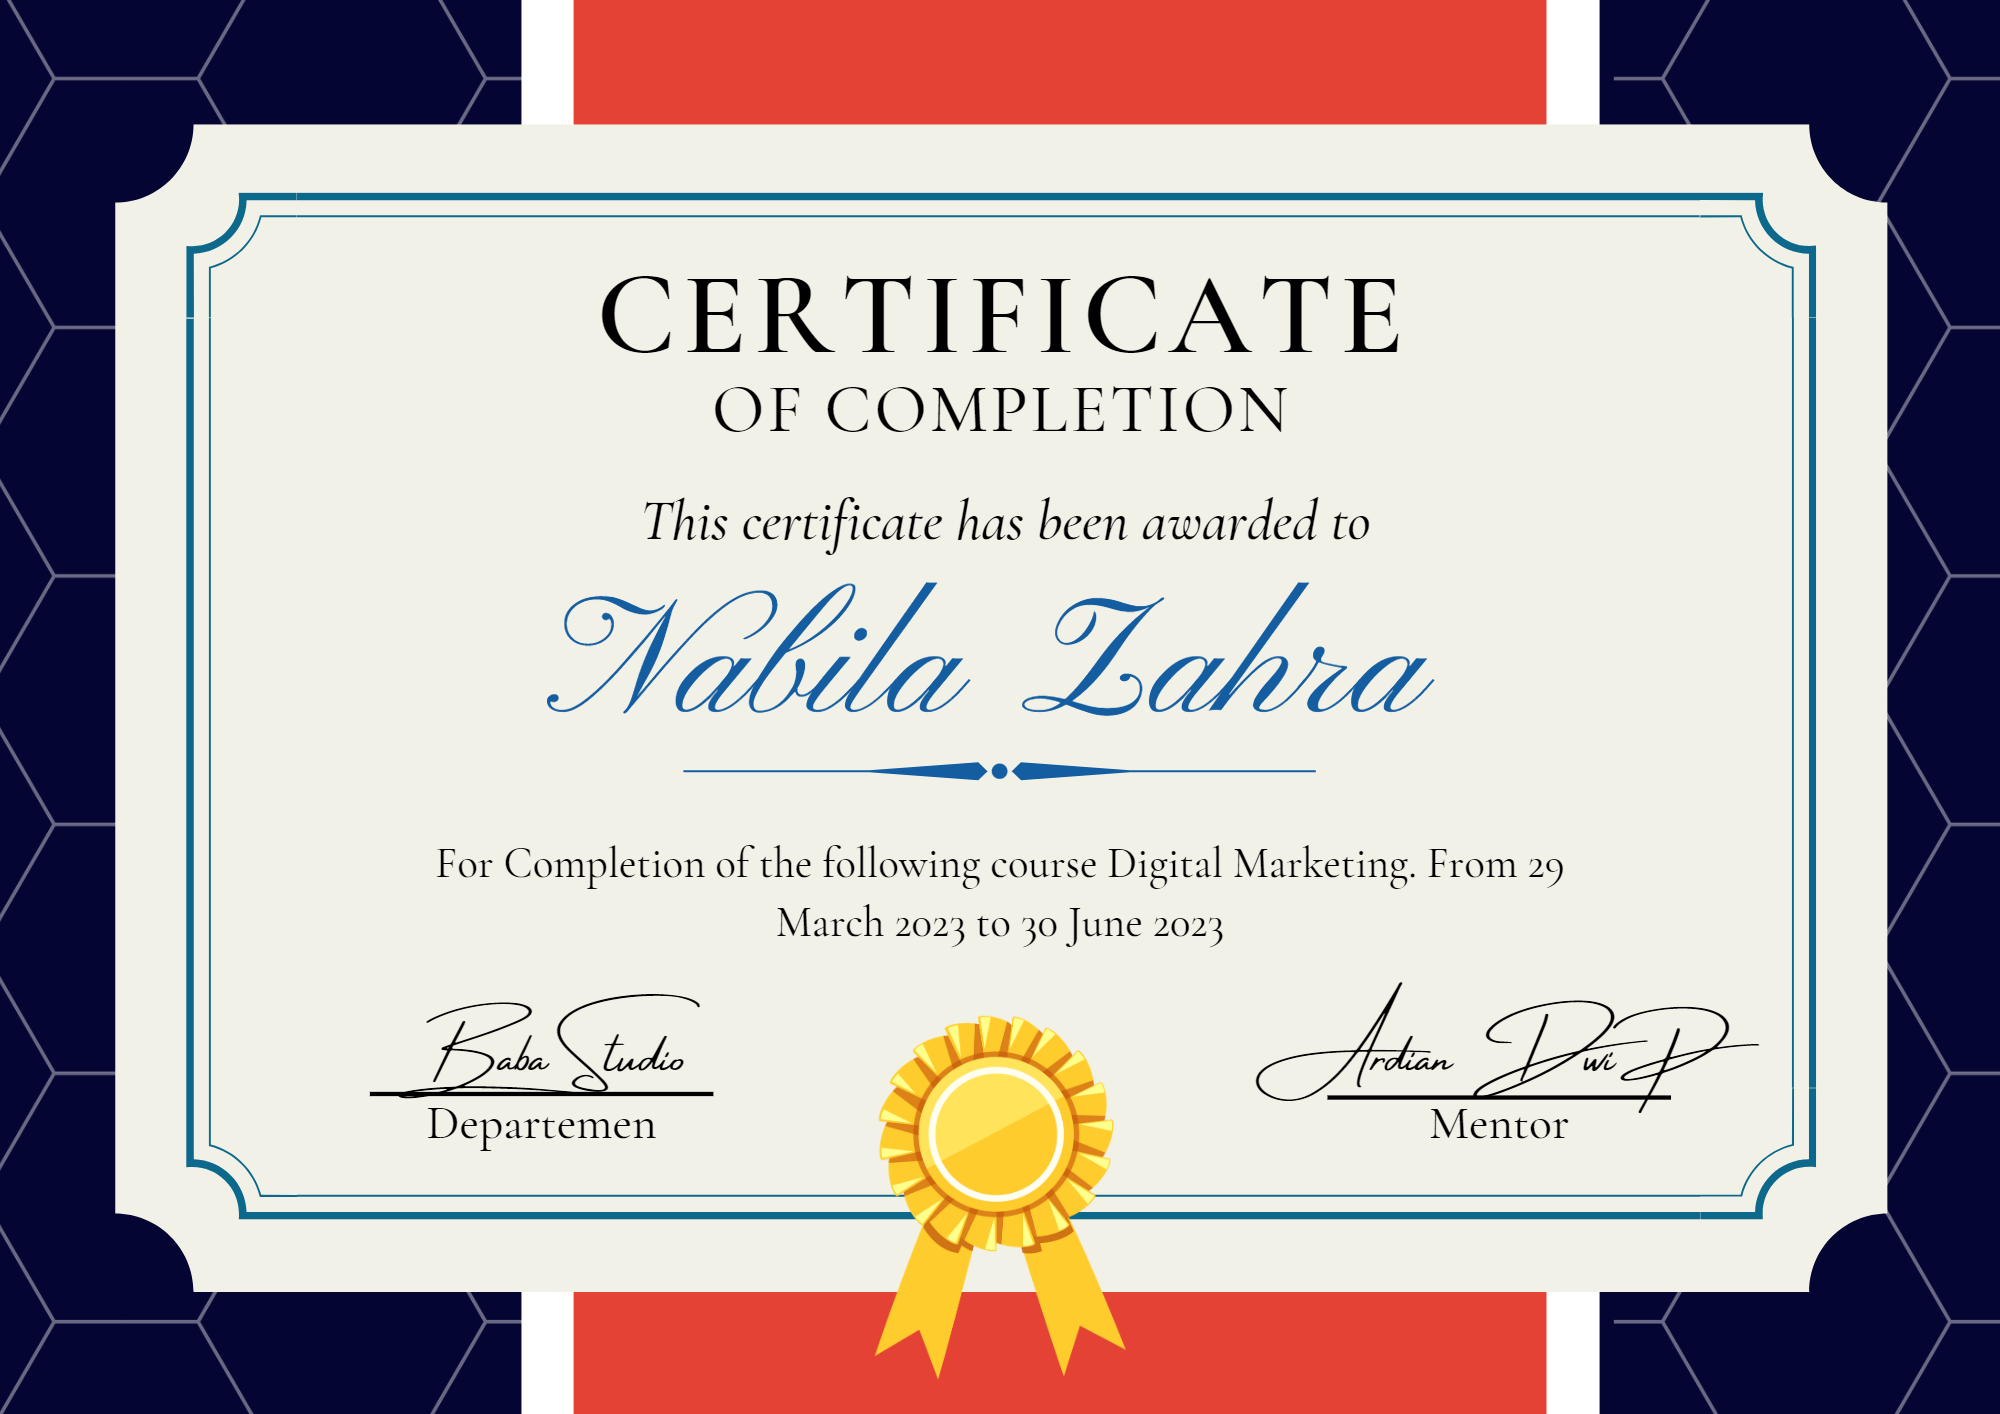 CERTIFICATE
OF COMPLETION
This certificate has been awarded to
Nabila Zahra
For Completion of the following course Digital Marketing. From 29
March 2023 to 30 June 2023
Baba Studio
Departemen
Ardian Dwi P
Mentor